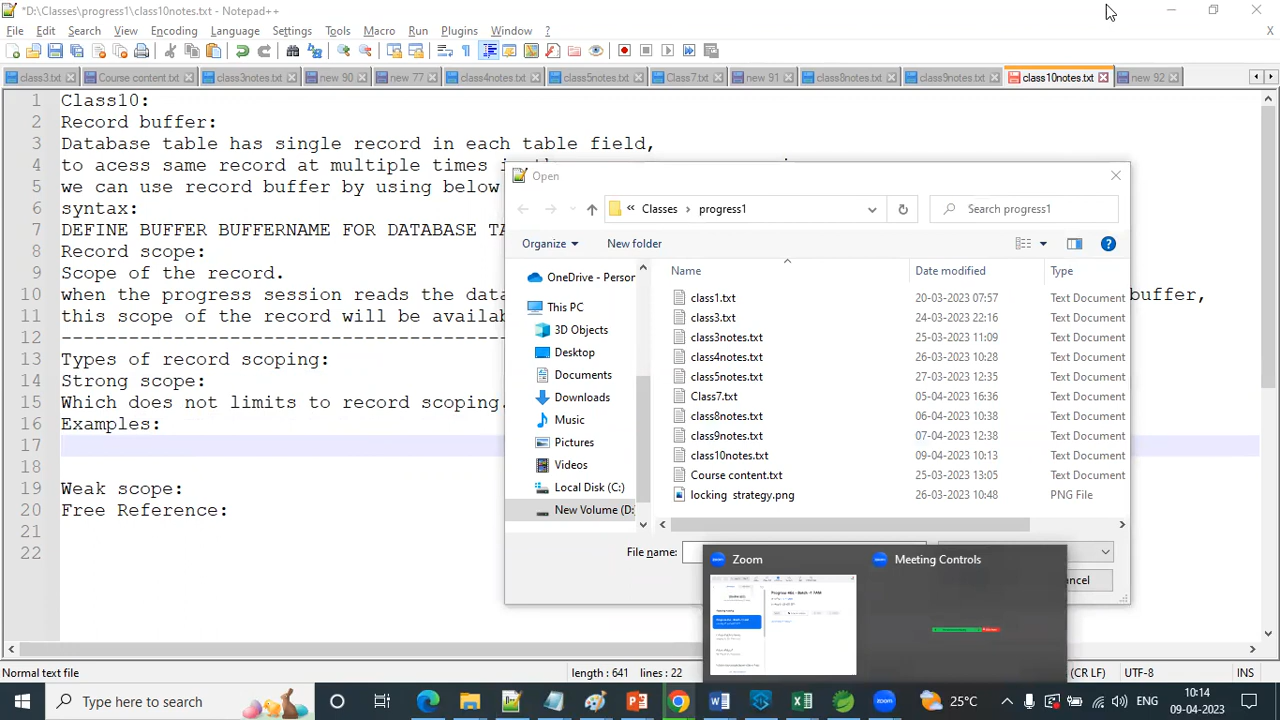 *D:\Classes\progress1\class10notes.txt - Notepad++
File Edit Search View Encoding Language Settings Tools Macro Run Plugins Window ? X
class3.txt Course content.txt class3notes.txt new 90 new 77 class4notes.txt class5notes.txt Class7.txt new 91 class8notes.txt class9notes.txt class10notes.txt new 92
1 Class10:
2 Record buffer:
3 Database table has single record in each table field,
4 to acess same record at multiple times
5 we can use record buffer by using below
6 syntax:
7 DEFINE BUFFER BUFFERNAME FOR DATABASE
8 Record scope:
9 Scope of the record.
10 when the progress session reads the buffer,
11 this scope of the record will be
12 --------------------------------
13 Types of record scoping:
14 Strong scope:
15 Which does not limits to record scoping.
16 Examples:
17
18
19 Weak scope:
20 Free Reference:
21
22
Open
« Classes › progress1
Search progress1
Organize New folder
Name Date modified Type
OneDrive - Person
This PC
3D Objects
Desktop
Documents
Downloads
Music
Pictures
Videos
Local Disk (C:)
New Volume (D:
class1.txt 20-03-2023 07:57 Text Document
class3.txt 24-03-2023 22:16 Text Document
class3notes.txt 25-03-2023 11:09 Text Document
class4notes.txt 26-03-2023 10:28 Text Document
class5notes.txt 27-03-2023 12:35 Text Document
Class7.txt 05-04-2023 16:36 Text Document
class8notes.txt 06-04-2023 10:38 Text Document
class9notes.txt 07-04-2023 12:38 Text Document
class10notes.txt 09-04-2023 10:13 Text Document
Course content.txt 25-03-2023 13:05 Text Document
locking strategy.png 26-03-2023 10:48 PNG File
File name:
Zoom Meeting Controls
length : 641 lines : 22 UTF-8 INS
Type here to search
25°C
ENG
10:14
09-04-2023